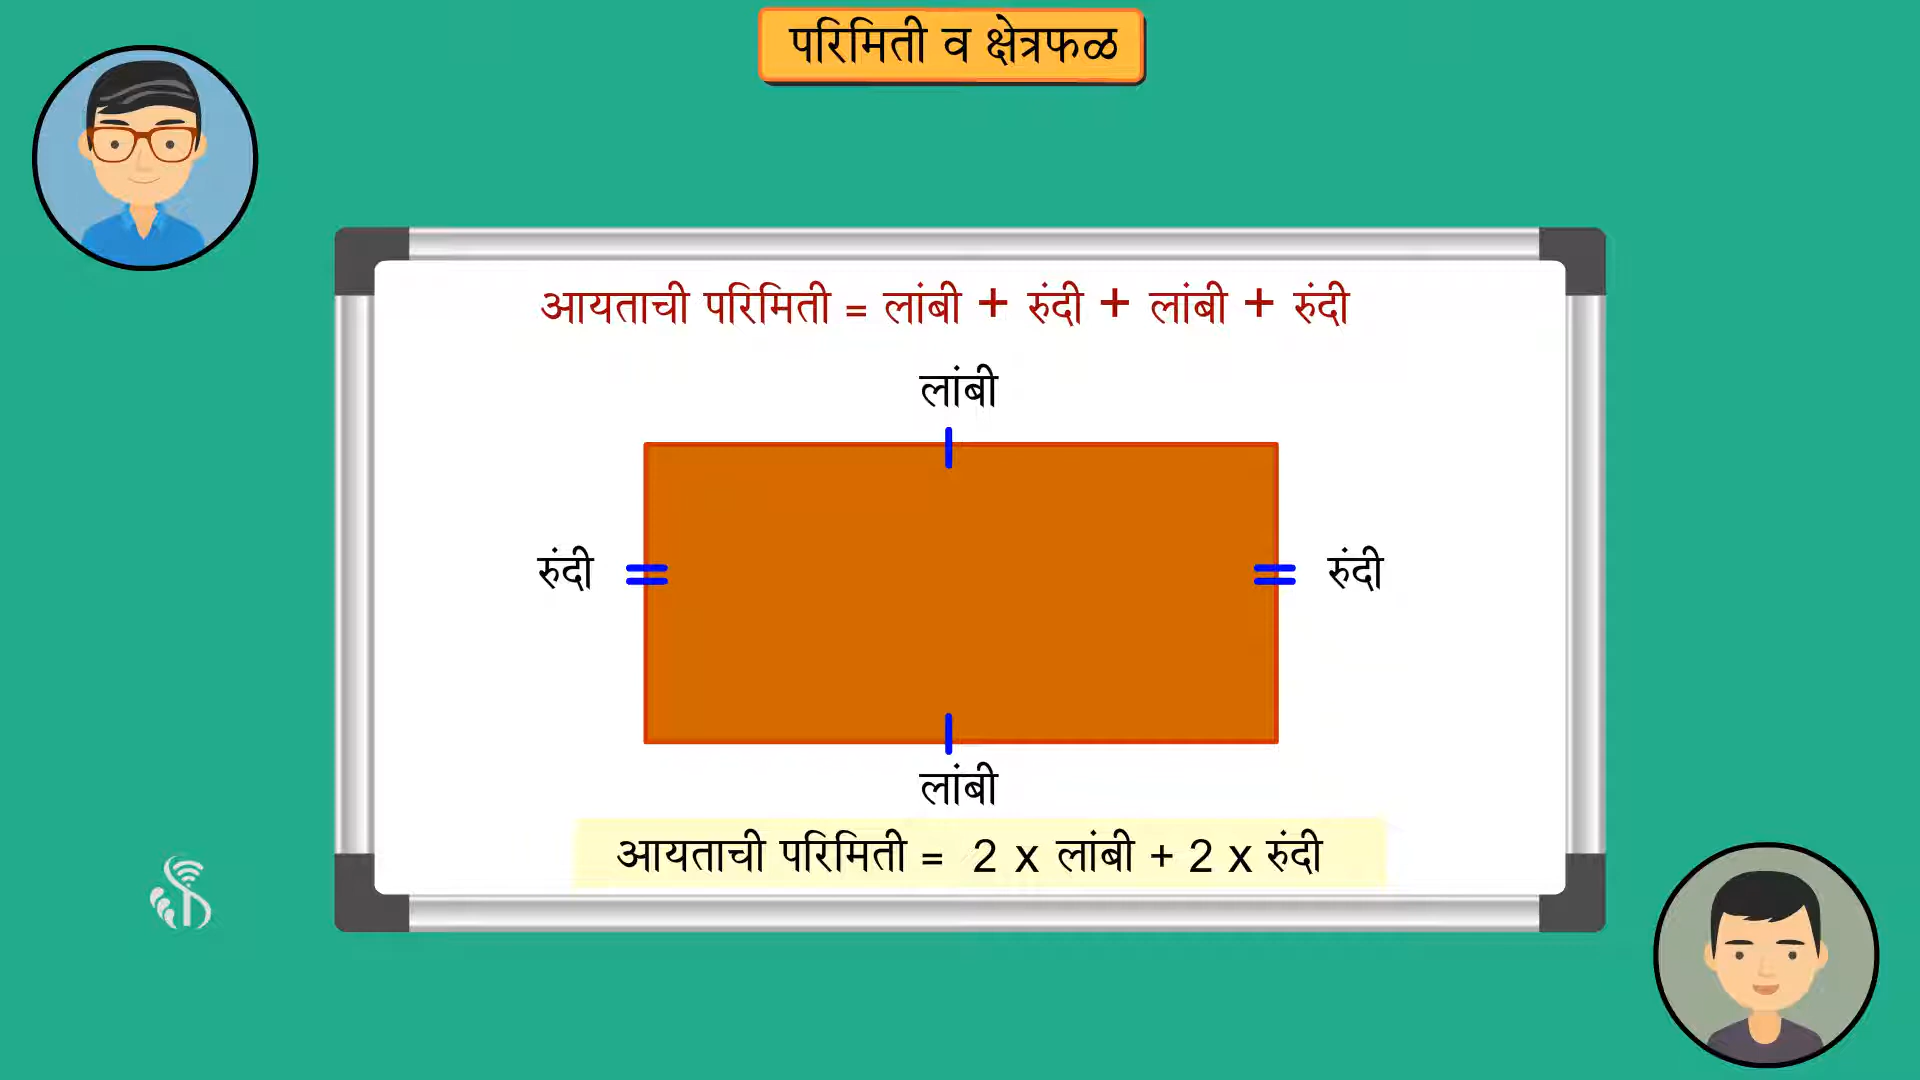 परिमिती व क्षेत्रफळ
आयताची परिमिती = लांबी + रुंदी + लांबी + रुंदी
लांबी
रुंदी
रुंदी
लांबी
आयताची परिमिती = 2 x लांबी + 2 x रुंदी